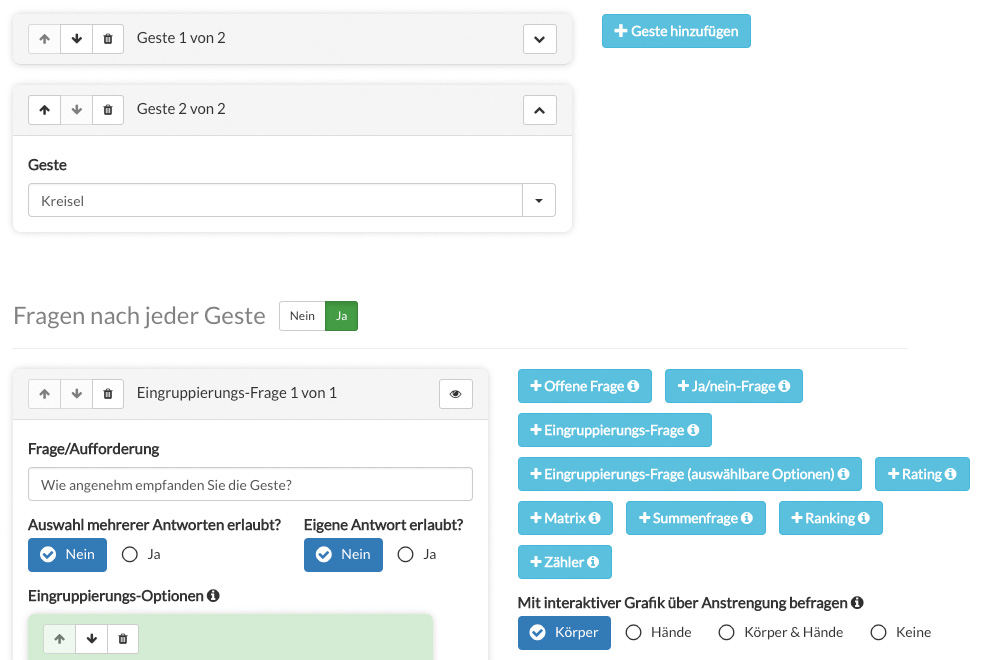 Geste 1 von 2
Geste hinzufügen
Geste 2 von 2
Geste
Kreisel
Fragen nach jeder Geste Nein Ja
Eingruppierungs-Frage 1 von 1
Frage/Aufforderung
Wie angenehm empfanden Sie die Geste?
Auswahl mehrerer Antworten erlaubt? Eigene Antwort erlaubt?
Nein Ja Nein Ja
Eingruppierungs-Optionen
Offene Frage Ja/nein-Frage
Eingruppierungs-Frage
Eingruppierungs-Frage (auswählbare Optionen) Rating
Matrix Summenfrage Ranking
Zähler
Mit interaktiver Grafik über Anstrengung befragen
Körper Hände Körper & Hände Keine